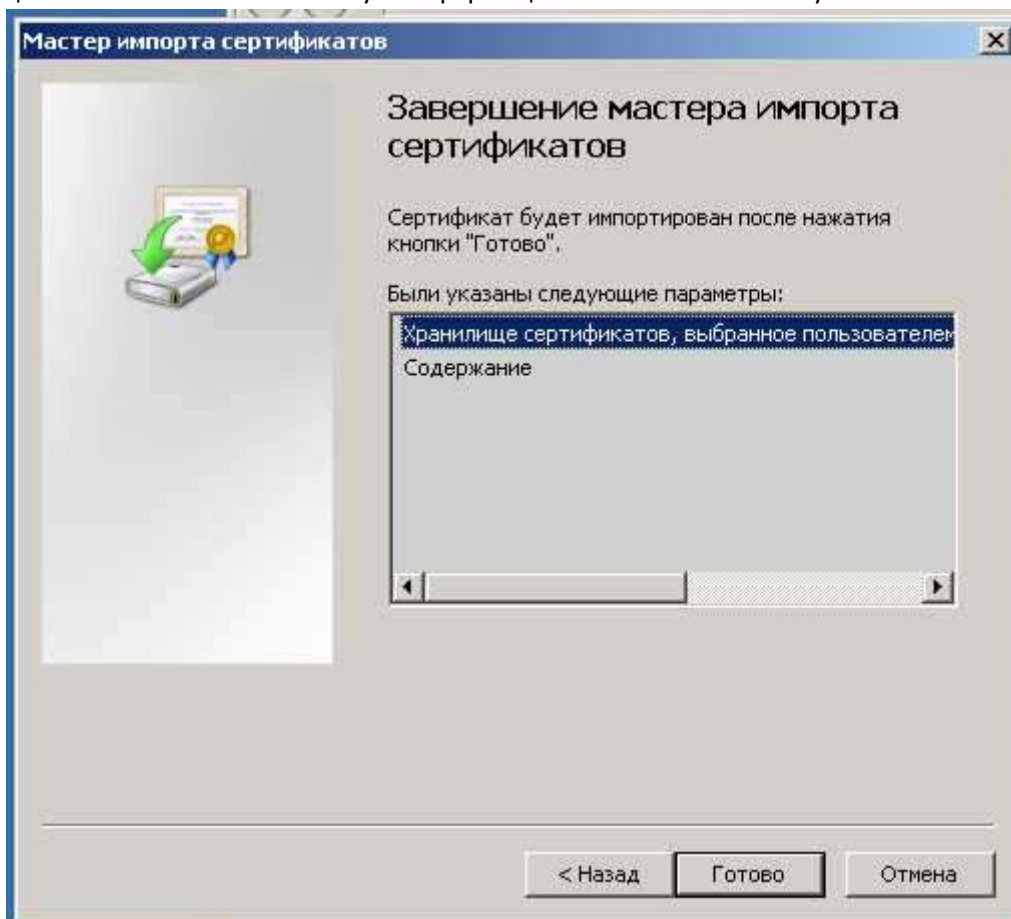 Мастер импорта сертификатов
Завершение мастера импорта
сертификатов
Сертификат будет импортирован после нажатия
кнопки "Готово".
Были указаны следующие параметры:
Хранилище сертификатов, выбранное пользователем
Содержание
< Назад
Готово
Отмена